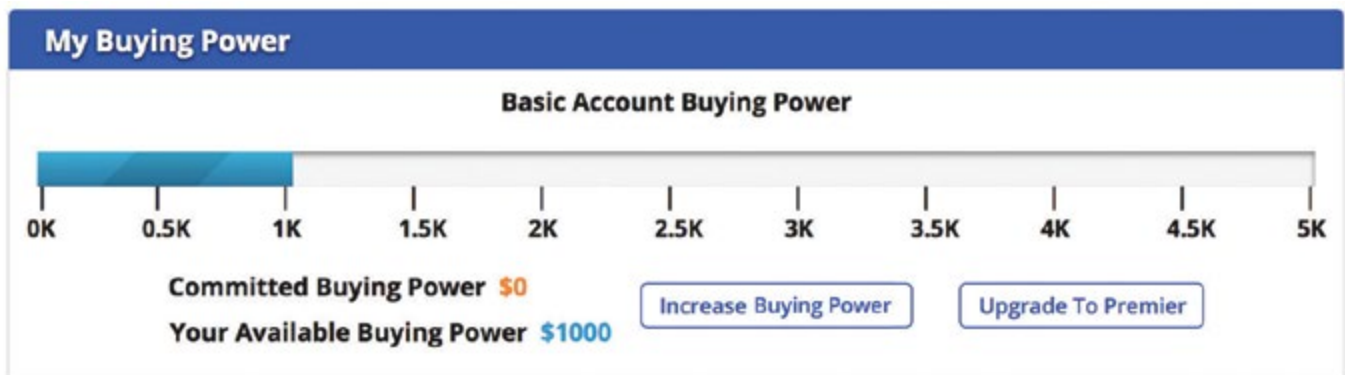 My Buying Power
Basic Account Buying Power
0K 0.5K 1K 1.5K 2K 2.5K 3K 3.5K 4K 4.5K 5K
Committed Buying Power $0
Your Available Buying Power $1000
Increase Buying Power
Upgrade To Premier